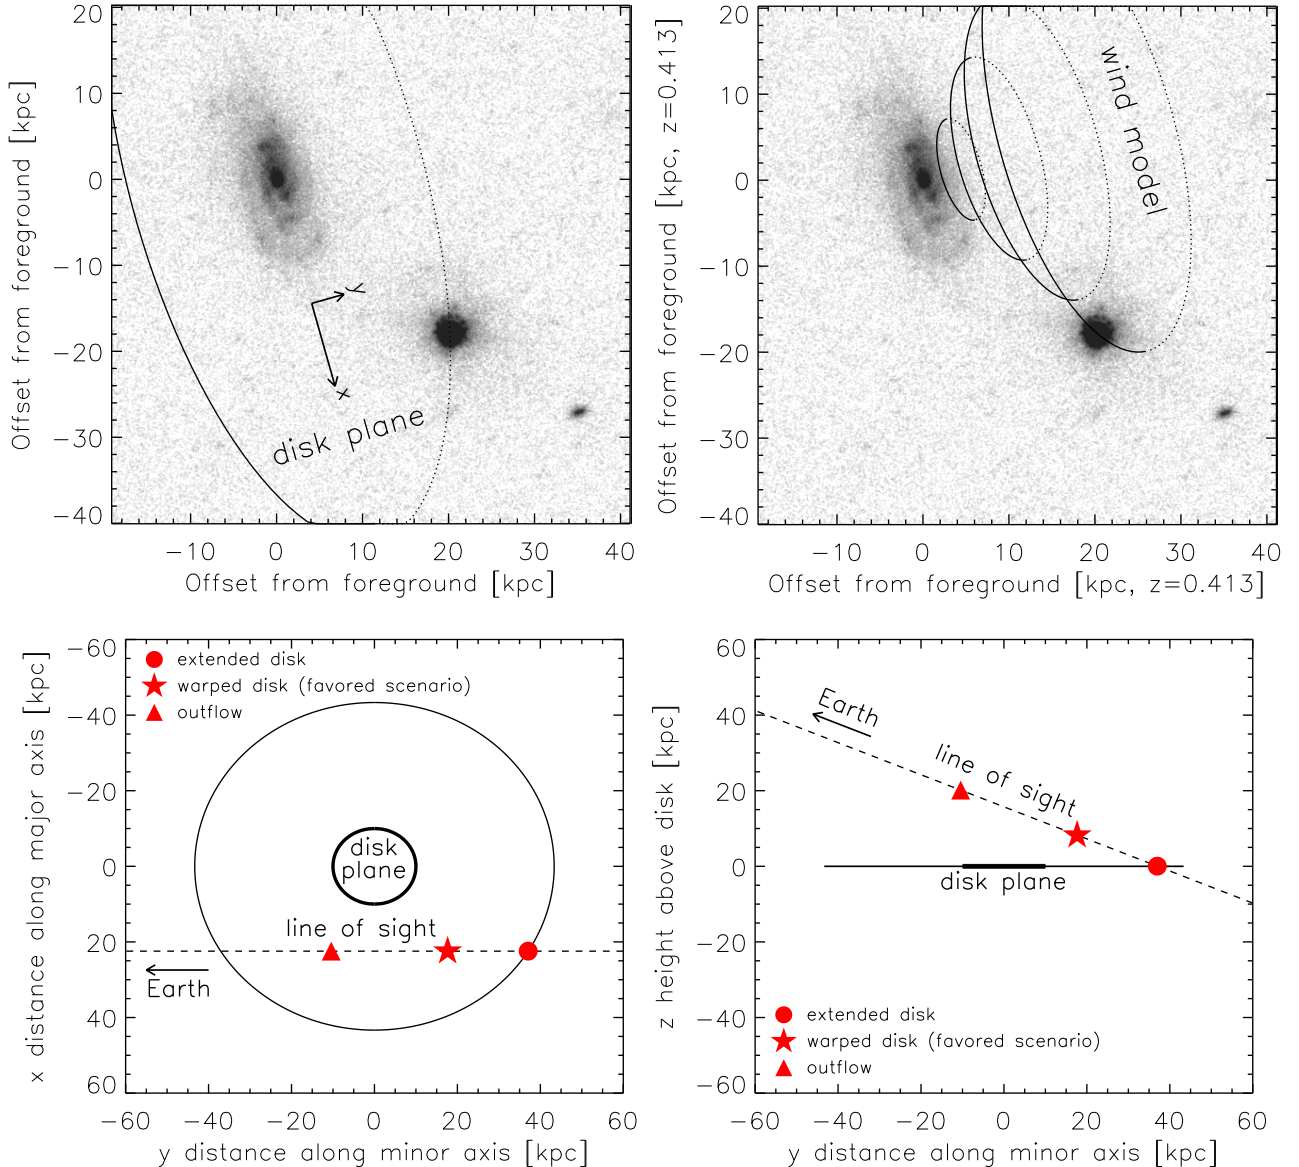 20
10
0
−10
−20
−30
−40
Offset from foreground [kpc]
y
x
disk plane
−10 0 10 20 30 40
Offset from foreground [kpc]
20
10
0
−10
−20
−30
−40
Offset from foreground [kpc, z=0.413]
wind model
−10 0 10 20 30 40
Offset from foreground [kpc, z=0.413]
−60
−40
−20
0
20
40
60
x distance along major axis [kpc]
extended disk
warped disk (favored scenario)
outflow
disk
plane
line of sight
Earth
−60 −40 −20 0 20 40 60
y distance along minor axis [kpc]
60
40
20
0
−20
−40
−60
z height above disk [kpc]
Earth
line of sight
disk plane
extended disk
warped disk (favored scenario)
outflow
−60 −40 −20 0 20 40 60
y distance along minor axis [kpc]